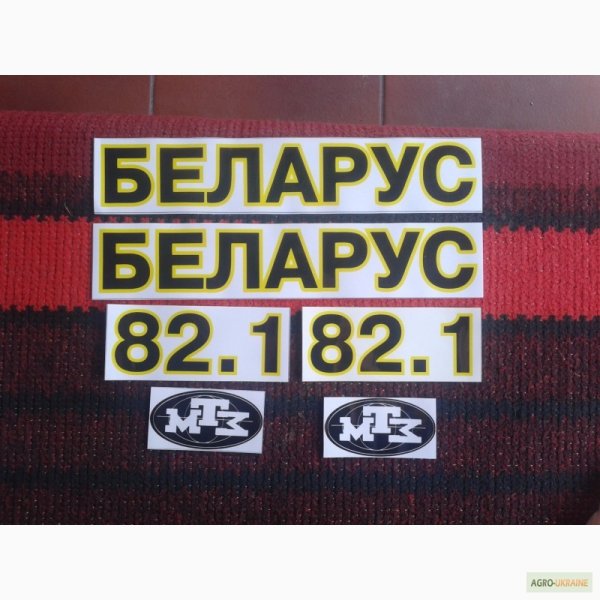 БЕЛАРУС
БЕЛАРУС
82.1 82.1
МТЗ МТЗ
AGRO-UKRAINE